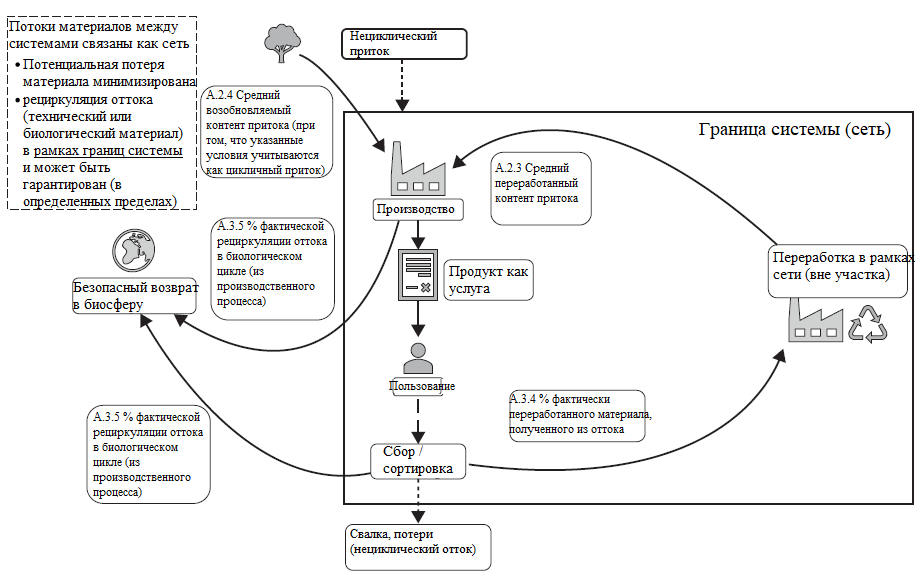 Потоки материалов между
системами связаны как сеть
• Потенциальная потеря
материала минимизирована
• рециркуляция оттока
(технический или
биологический материал)
в рамках границ системы
и может быть
гарантирован (в
определенных пределах)
Нециклический
приток
A.2.4 Средний
возобновляемый
контент притока (при
том, что указанные
условия учитываются
как цикличный приток)
Граница системы (сеть)
A.2.3 Средний
переработанный
контент притока
Производство
A.3.5 % фактической
рециркуляции оттока
в биологическом
цикле (из
производственного
процесса)
Безопасный возврат
в биосферу
Продукт как
услуга
Переработка в рамках
сети (вне участка)
Пользование
A.3.4 % фактически
переработанного материала,
полученного из оттока
A.3.5 % фактической
рециркуляции оттока
в биологическом
цикле (из
производственного
процесса)
Сбор /
сортировка
Свалка, потери
(нециклический отток)